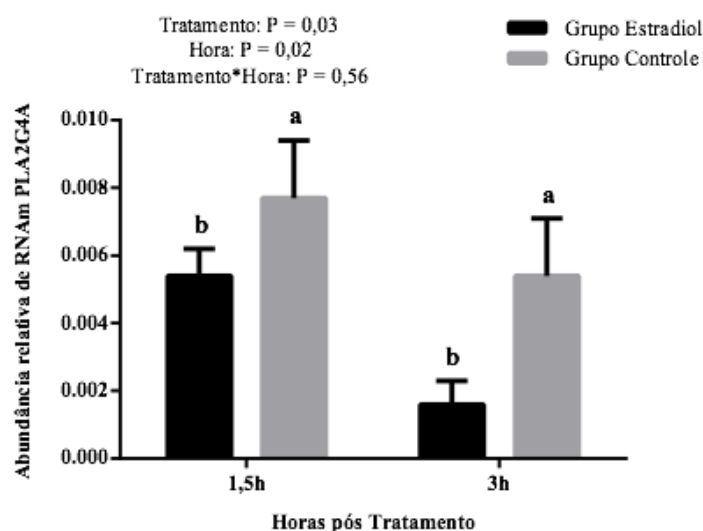 Tratamento: P = 0,03
Hora: P = 0,02
Tratamento*Hora: P = 0,56
Grupo Estradiol
Grupo Controle
Abundância relativa de RNAm PLA2G4A
0.010
0.008
0.006
0.004
0.002
0.000
b
a
b
a
1,5h
3h
Horas pós Tratamento